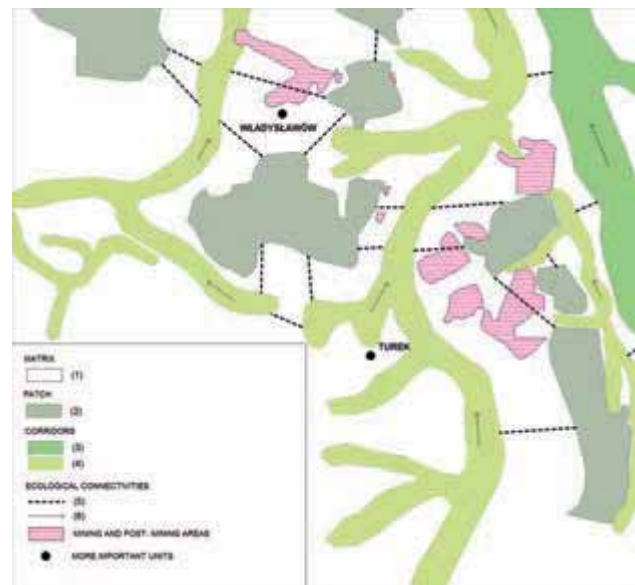 WŁADYSŁAWÓW
TUREK
MATRIX
(1)
PATCH
(2)
CORRIDORS
(3)
(4)
ECOLOGICAL CONNECTIVITIES
(5)
(6)
MINING AND POST- MINING AREAS
MORE IMPORTANT UNITS